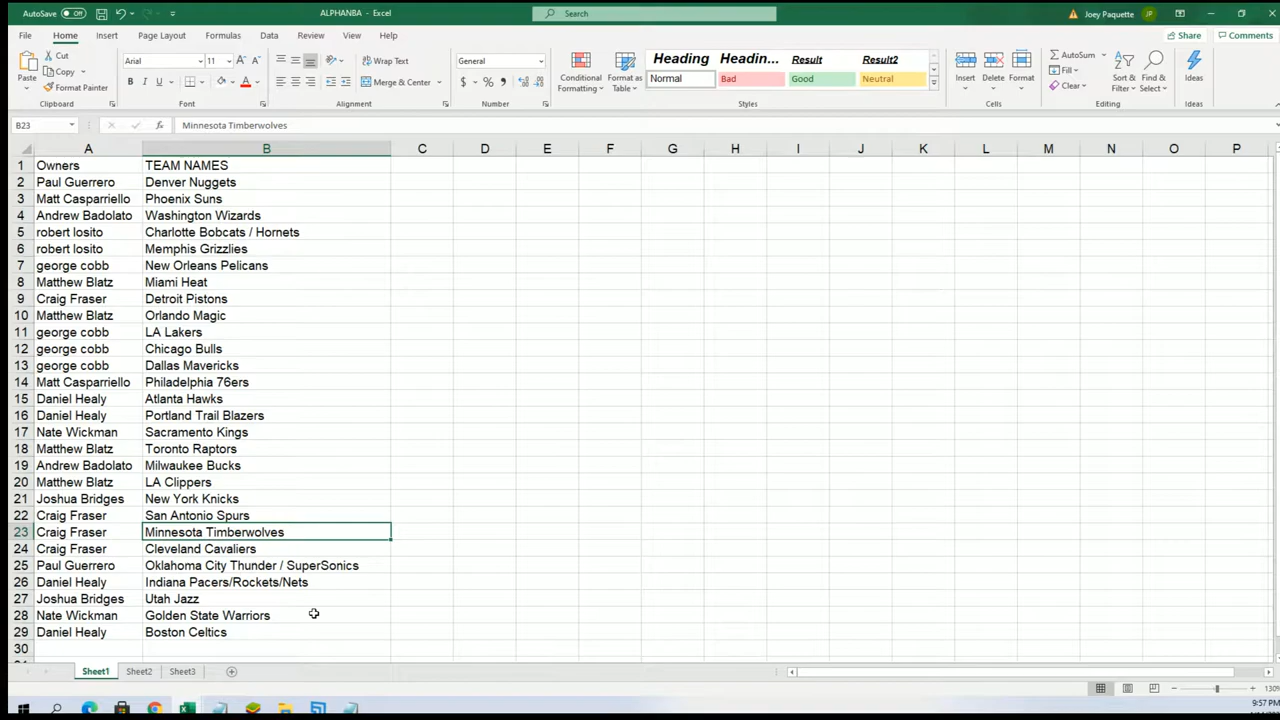 AutoSave Off ALPHANBA - Excel Search Joey Paquette JP
File Home Insert Page Layout Formulas Data Review View Help Share Comments
Paste Cut Copy Format Painter Clipboard
Arial 11 A A B I U A Font
Wrap Text Merge & Center Alignment
General $ % Number
Conditional Formatting Format as Table
Heading Headin... Result Result2
Normal Bad Good Neutral
Styles
Insert Delete Format Cells
AutoSum Fill Clear Sort & Filter Find & Select Editing
Ideas Ideas
B23 fx Minnesota Timberwolves
A B C D E F G H I J K L M N O P
1 Owners TEAM NAMES
2 Paul Guerrero Denver Nuggets
3 Matt Casparriello Phoenix Suns
4 Andrew Badolato Washington Wizards
5 robert losito Charlotte Bobcats / Hornets
6 robert losito Memphis Grizzlies
7 george cobb New Orleans Pelicans
8 Matthew Blatz Miami Heat
9 Craig Fraser Detroit Pistons
10 Matthew Blatz Orlando Magic
11 george cobb LA Lakers
12 george cobb Chicago Bulls
13 george cobb Dallas Mavericks
14 Matt Casparriello Philadelphia 76ers
15 Daniel Healy Atlanta Hawks
16 Daniel Healy Portland Trail Blazers
17 Nate Wickman Sacramento Kings
18 Matthew Blatz Toronto Raptors
19 Andrew Badolato Milwaukee Bucks
20 Matthew Blatz LA Clippers
21 Joshua Bridges New York Knicks
22 Craig Fraser San Antonio Spurs
23 Craig Fraser Minnesota Timberwolves
24 Craig Fraser Cleveland Cavaliers
25 Paul Guerrero Oklahoma City Thunder / SuperSonics
26 Daniel Healy Indiana Pacers/Rockets/Nets
27 Joshua Bridges Utah Jazz
28 Nate Wickman Golden State Warriors
29 Daniel Healy Boston Celtics
30
Sheet1 Sheet2 Sheet3
130%
9:57 PM